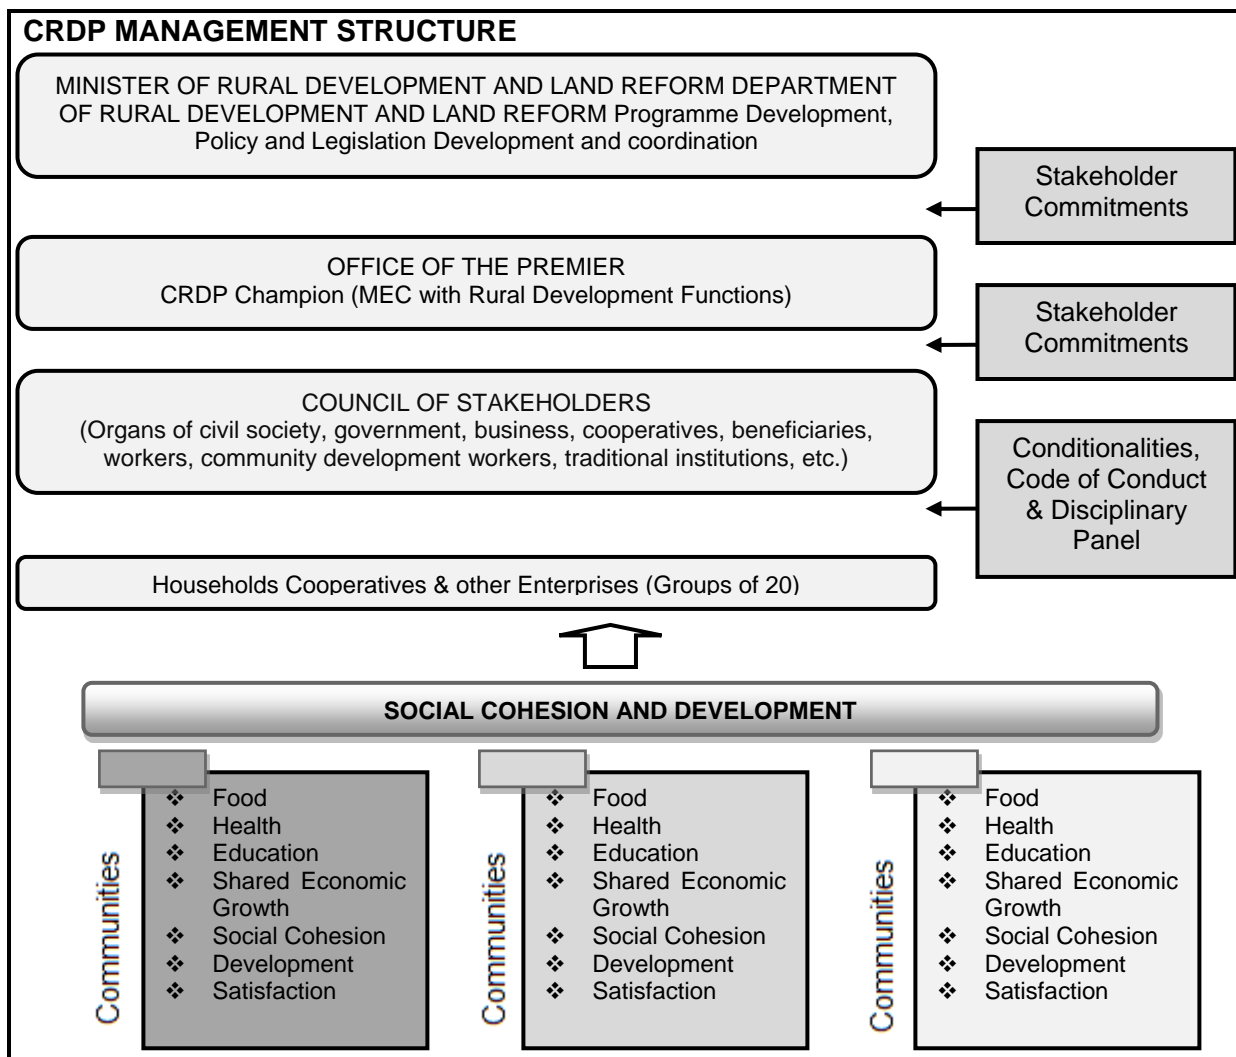 CRDP MANAGEMENT STRUCTURE
MINISTER OF RURAL DEVELOPMENT AND LAND REFORM DEPARTMENT
OF RURAL DEVELOPMENT AND LAND REFORM Programme Development,
Policy and Legislation Development and coordination
Stakeholder
Commitments
OFFICE OF THE PREMIER
CRDP Champion (MEC with Rural Development Functions)
Stakeholder
Commitments
COUNCIL OF STAKEHOLDERS
(Organs of civil society, government, business, cooperatives, beneficiaries,
workers, community development workers, traditional institutions, etc.)
Conditionalities,
Code of Conduct
& Disciplinary
Panel
Households Cooperatives & other Enterprises (Groups of 20)
SOCIAL COHESION AND DEVELOPMENT
Communities
❖ Food
❖ Health
❖ Education
❖ Shared Economic
Growth
❖ Social Cohesion
❖ Development
❖ Satisfaction
Communities
❖ Food
❖ Health
❖ Education
❖ Shared Economic
Growth
❖ Social Cohesion
❖ Development
❖ Satisfaction
Communities
❖ Food
❖ Health
❖ Education
❖ Shared Economic
Growth
❖ Social Cohesion
❖ Development
❖ Satisfaction